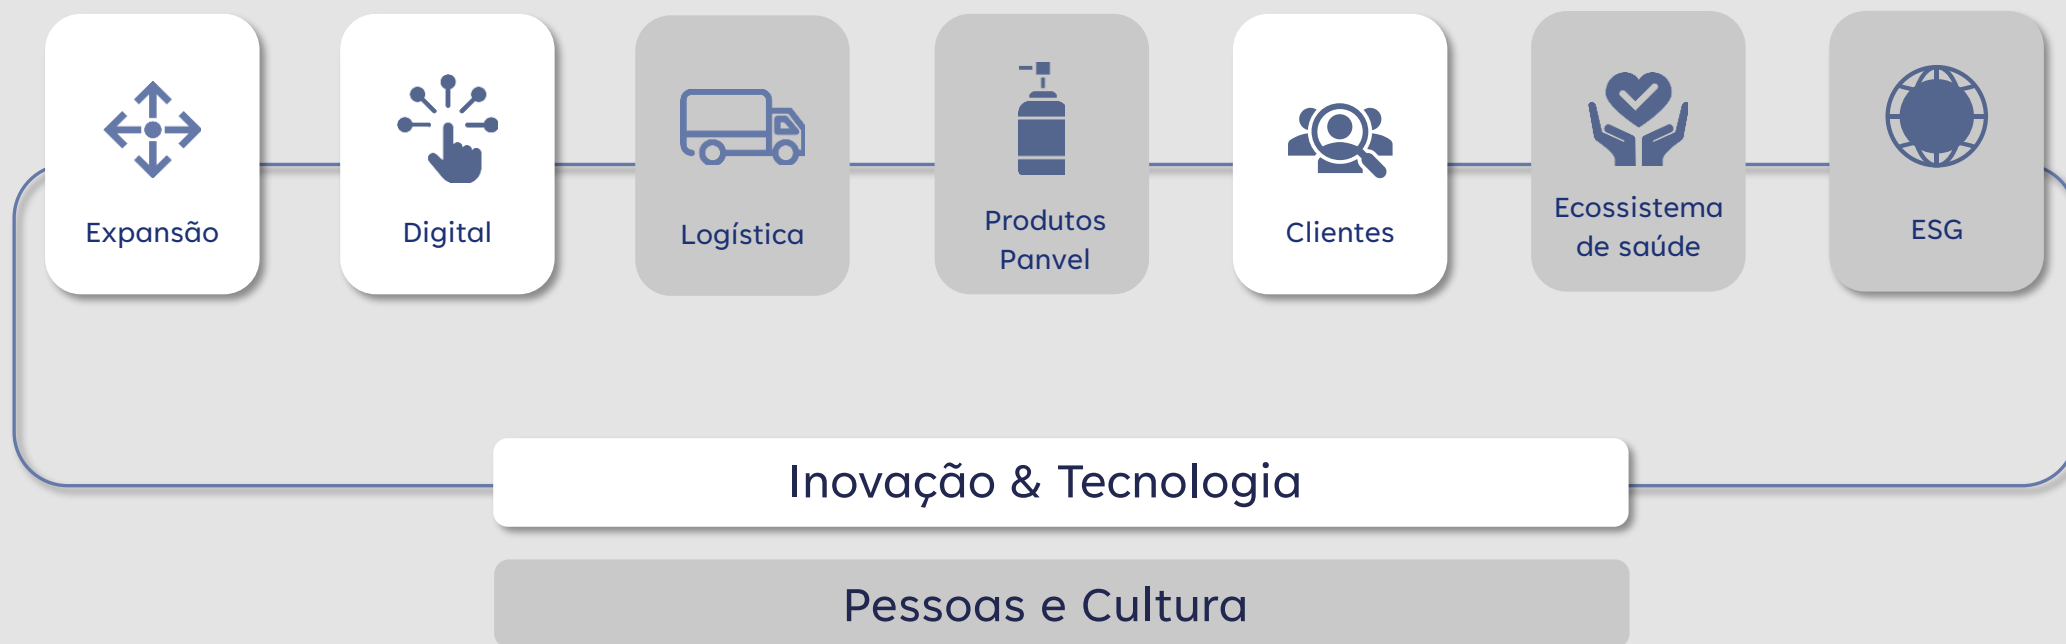 Expansão
Digital
Logística
Produtos
Panvel
Clientes
Ecossistema
de saúde
ESG
Inovação & Tecnologia
Pessoas e Cultura